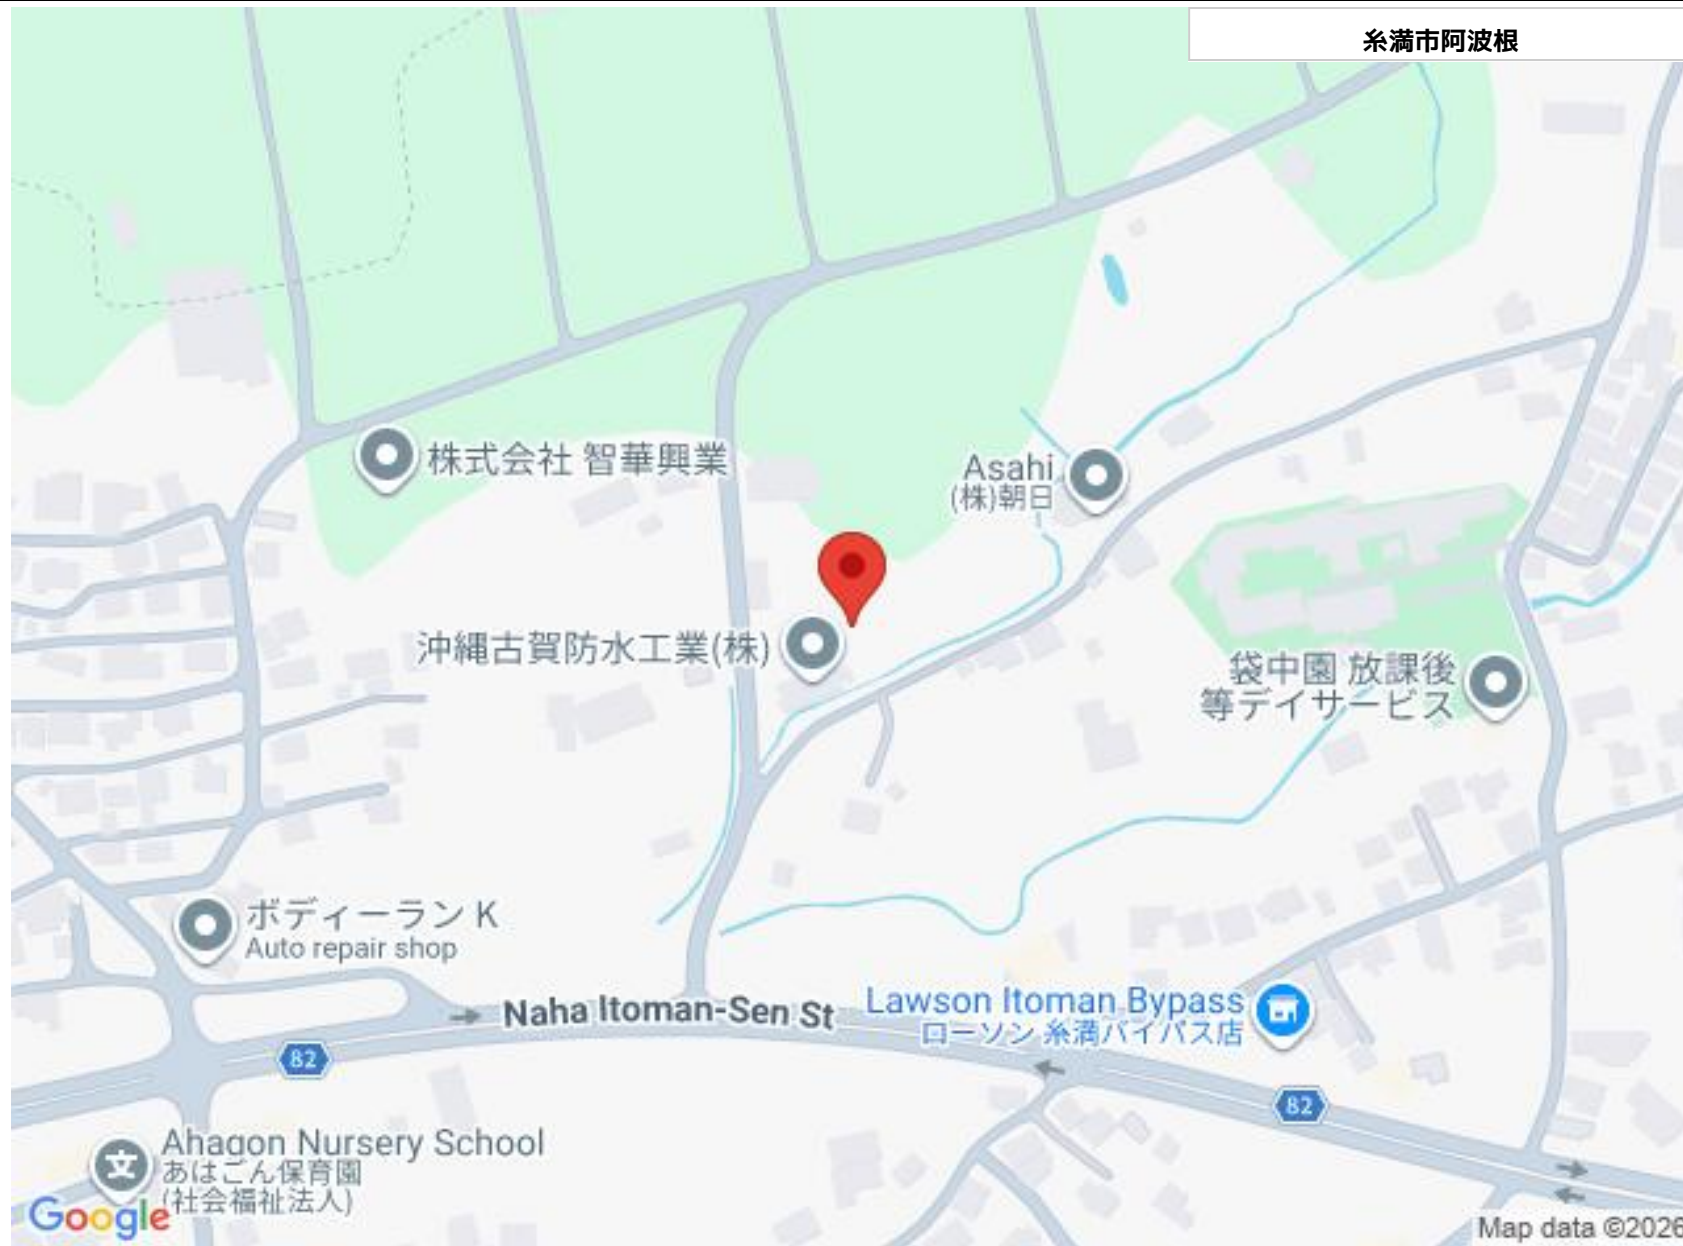 糸満市阿波根
株式会社 智華興業
Asahi
(株)朝日
沖縄古賀防水工業(株)
袋中園 放課後
等デイサービス
ボディーラン K
Auto repair shop
Naha Itoman-Sen St
Lawson Itoman Bypass
ローソン 糸満バイパス店
82
82
Ahagon Nursery School
あはごん保育園
(社会福祉法人)
文
Google
Map data ©2026